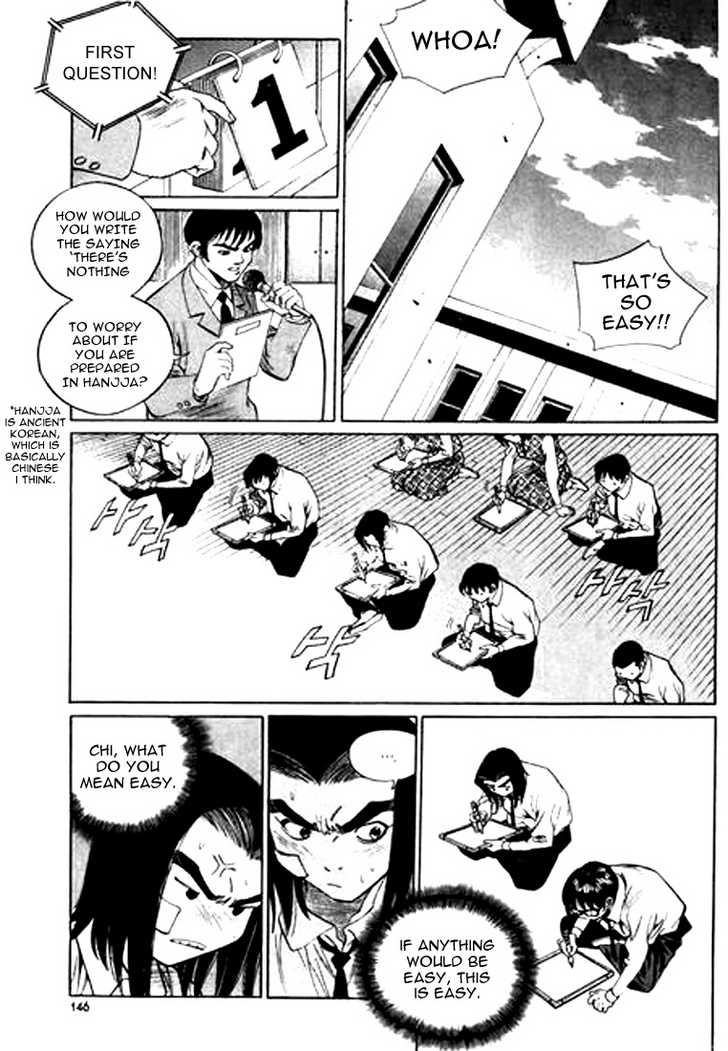 FIRST
QUESTION!
1
WHOA!
HOW WOULD
YOU WRITE
THE SAYING
'THERE'S
NOTHING
TO WORRY
ABOUT IF
YOU ARE
PREPARED
IN HANJJA?
THAT'S
SO
EASY!!
*HANJJA
IS ANCIENT
KOREAN,
WHICH IS
BASICALLY
CHINESE
I THINK.
CHI, WHAT
DO YOU
MEAN EASY.
...
IF ANYTHING
WOULD BE
EASY, THIS
IS EASY.
146